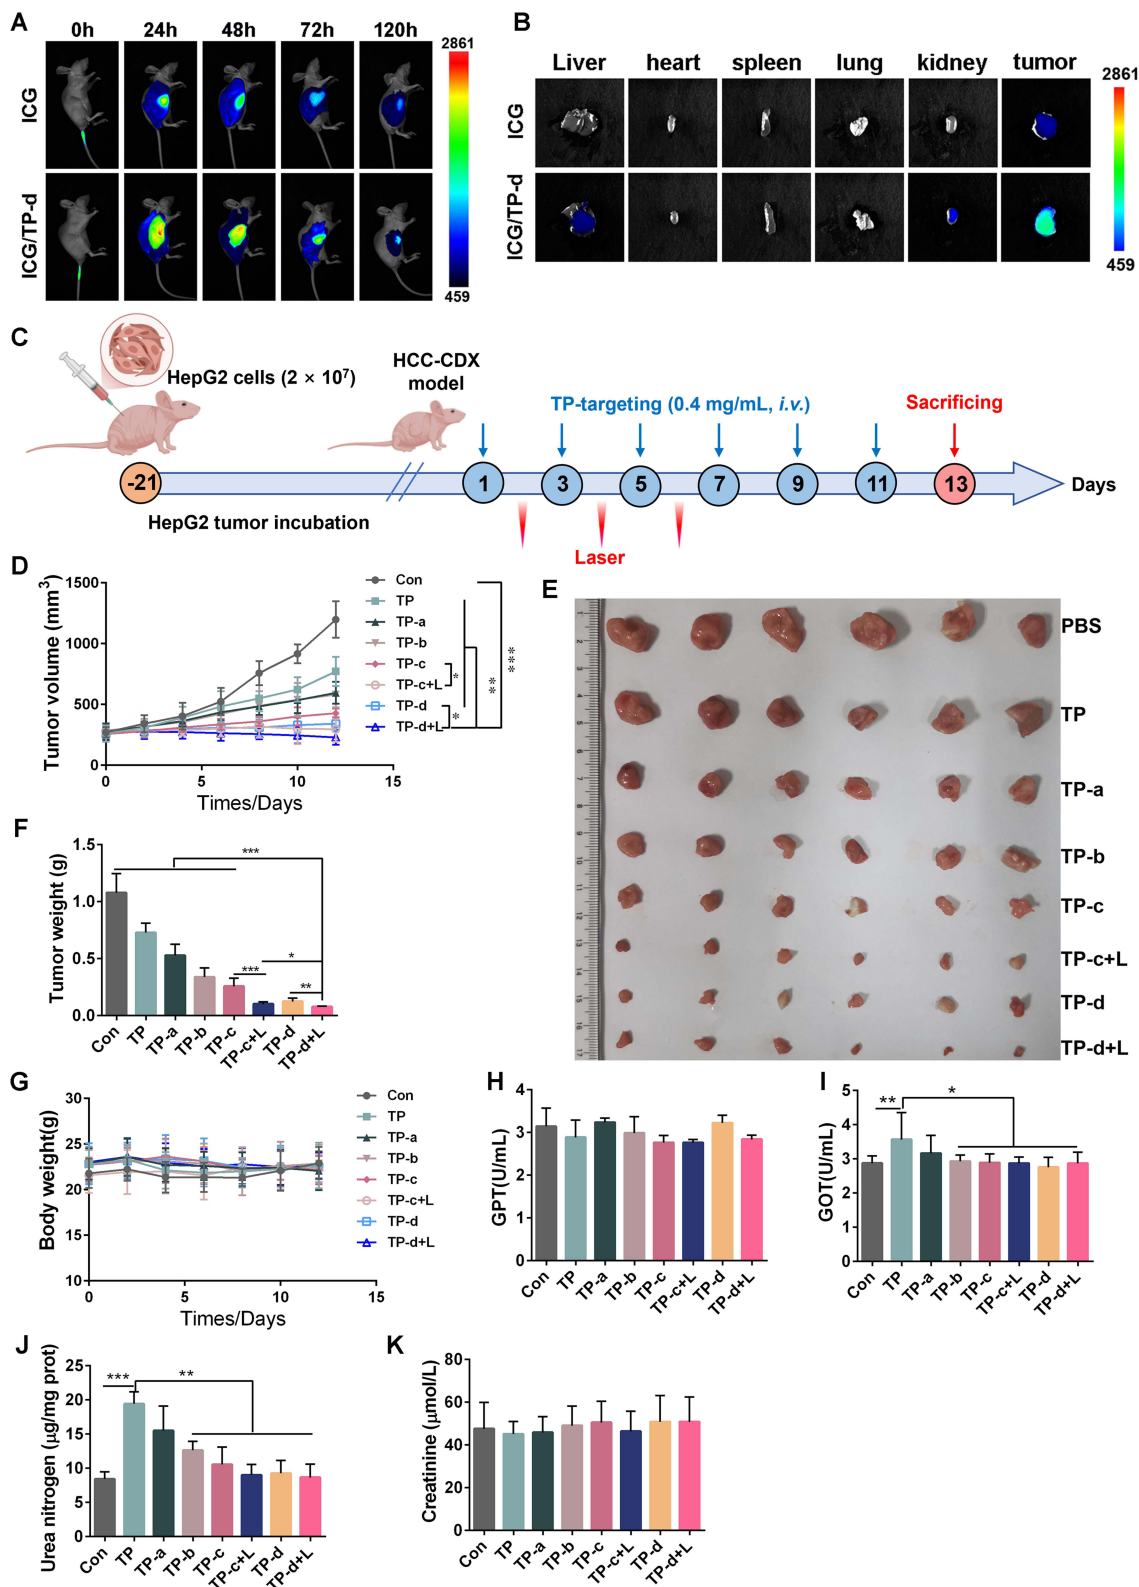 A
0h 24h 48h 72h 120h
ICG
ICG/TP-d
2861
459
B
Liver heart spleen lung kidney tumor
ICG
ICG/TP-d
2861
459
C
HepG2 cells (2 × 10⁷)
HCC-CDX
model
TP-targeting (0.4 mg/mL, i.v.)
Sacrificing
-21 1 3 5 7 9 11 13
Days
HepG2 tumor incubation
Laser
D
Tumor volume (mm³)
1500
1000
500
0
0 5 10 15
Times/Days
Con
TP
TP-a
TP-b
TP-c
TP-c+L
TP-d
TP-d+L
*
*
**
***
E
PBS
TP
TP-a
TP-b
TP-c
TP-c+L
TP-d
TP-d+L
F
Tumor weight (g)
1.5
1.0
0.5
0.0
***
***
*
**
Con TP TP-a TP-b TP-c TP-c+L TP-d TP-d+L
G
Body weight(g)
30
25
20
15
10
0 5 10 15
Times/Days
Con
TP
TP-a
TP-b
TP-c
TP-c+L
TP-d
TP-d+L
H
GPT(U/mL)
4
3
2
1
0
Con TP TP-a TP-b TP-c TP-c+L TP-d TP-d+L
I
GOT(U/mL)
5
4
3
2
1
0
**
*
Con TP TP-a TP-b TP-c TP-c+L TP-d TP-d+L
J
Urea nitrogen (μg/mg prot)
25
20
15
10
5
0
***
**
Con TP TP-a TP-b TP-c TP-c+L TP-d TP-d+L
K
Creatinine (μmol/L)
80
60
40
20
0
Con TP TP-a TP-b TP-c TP-c+L TP-d TP-d+L